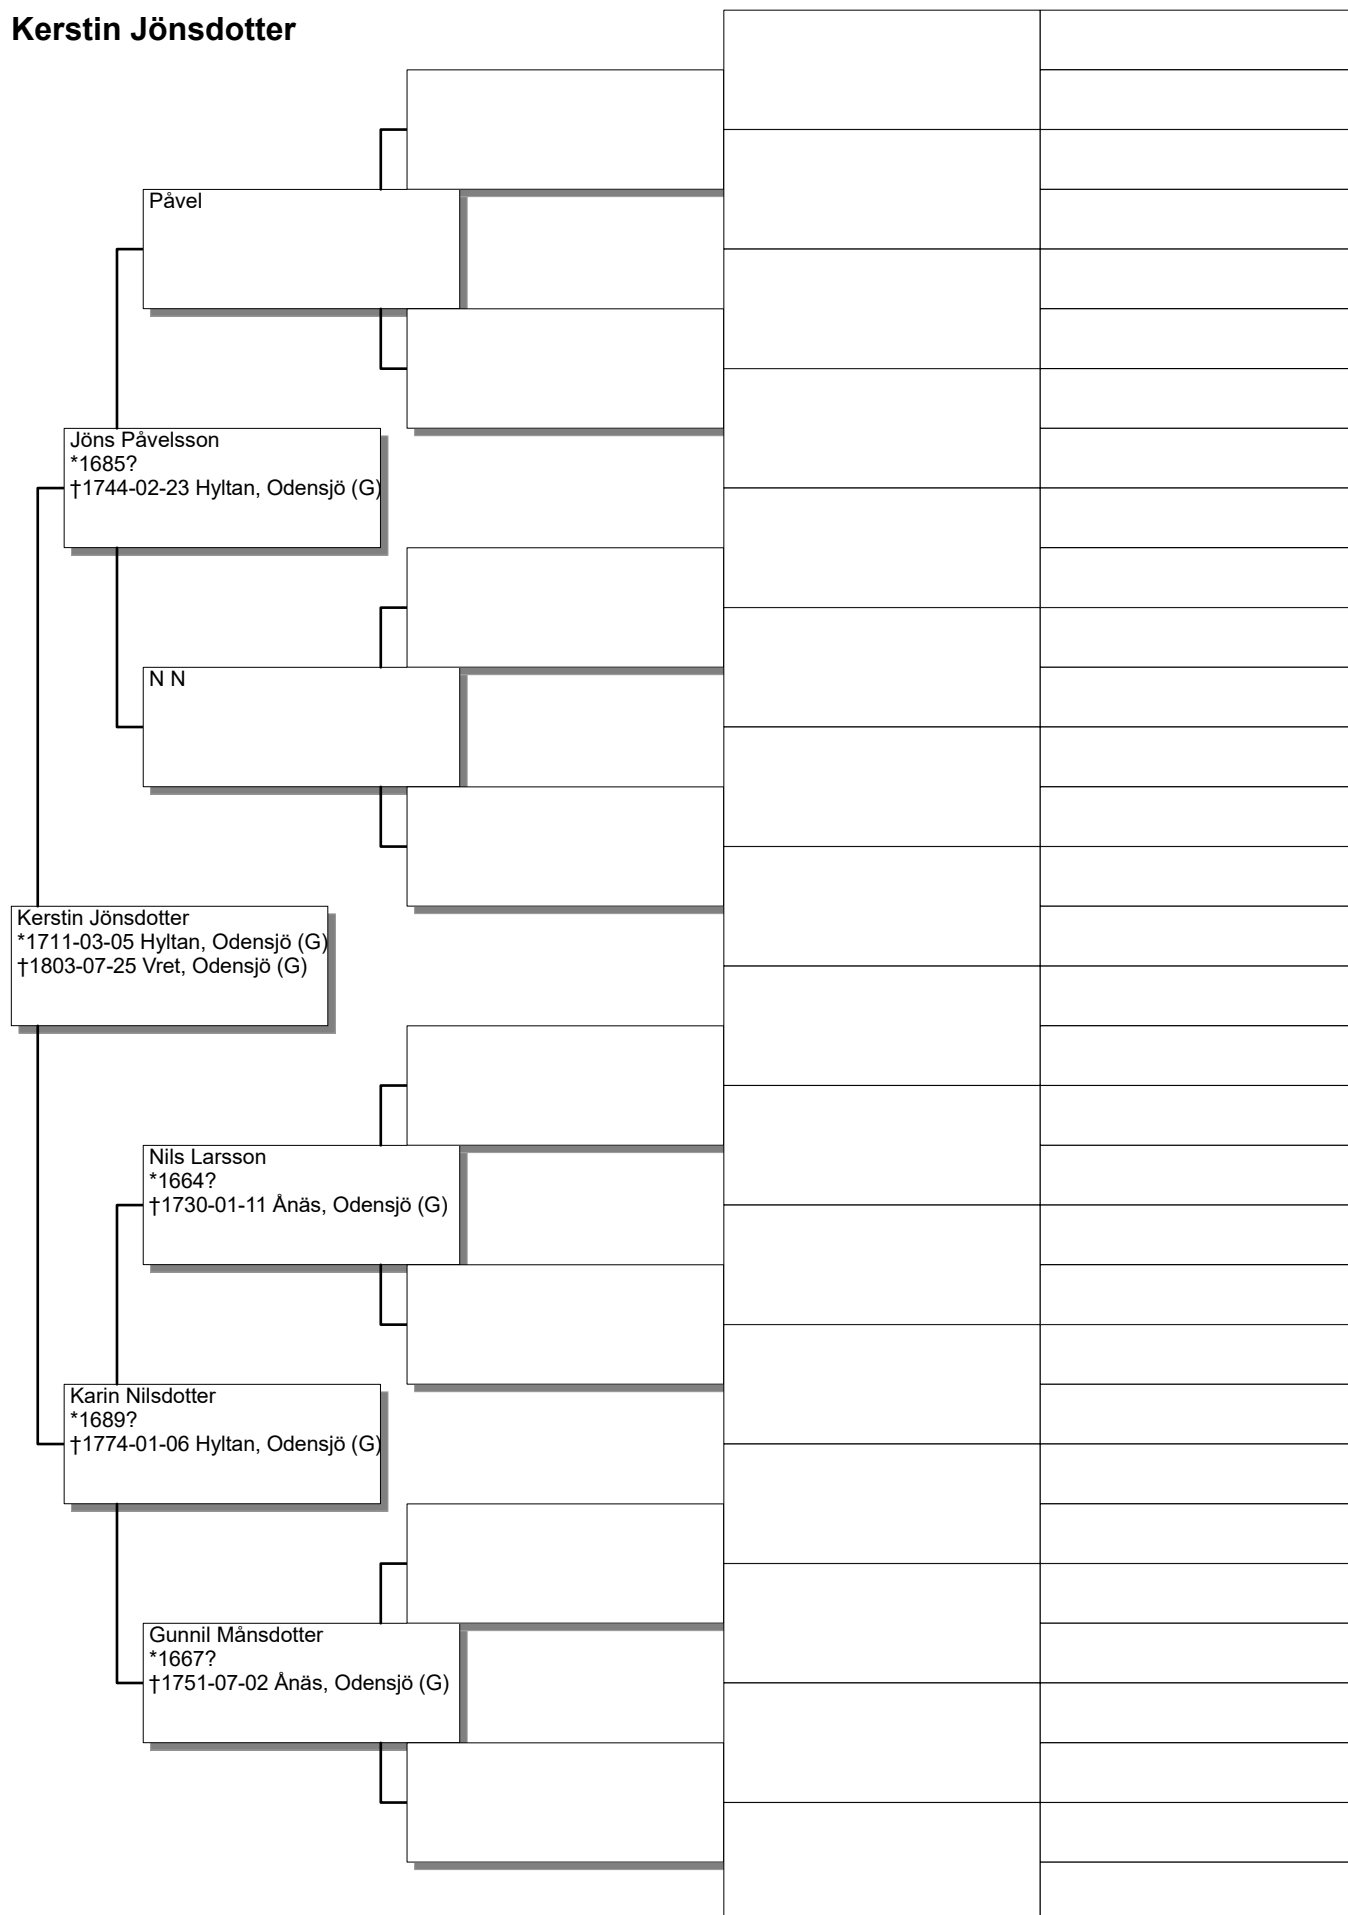 Kerstin Jönsdotter
Påvel
Jöns Påvelsson
*1685?
†1744-02-23 Hyltan, Odensjö (G)
N N
Kerstin Jönsdotter
*1711-03-05 Hyltan, Odensjö (G)
†1803-07-25 Vret, Odensjö (G)
Nils Larsson
*1664?
†1730-01-11 Ånäs, Odensjö (G)
Karin Nilsdotter
*1689?
†1774-01-06 Hyltan, Odensjö (G)
Gunnil Månsdotter
*1667?
†1751-07-02 Ånäs, Odensjö (G)